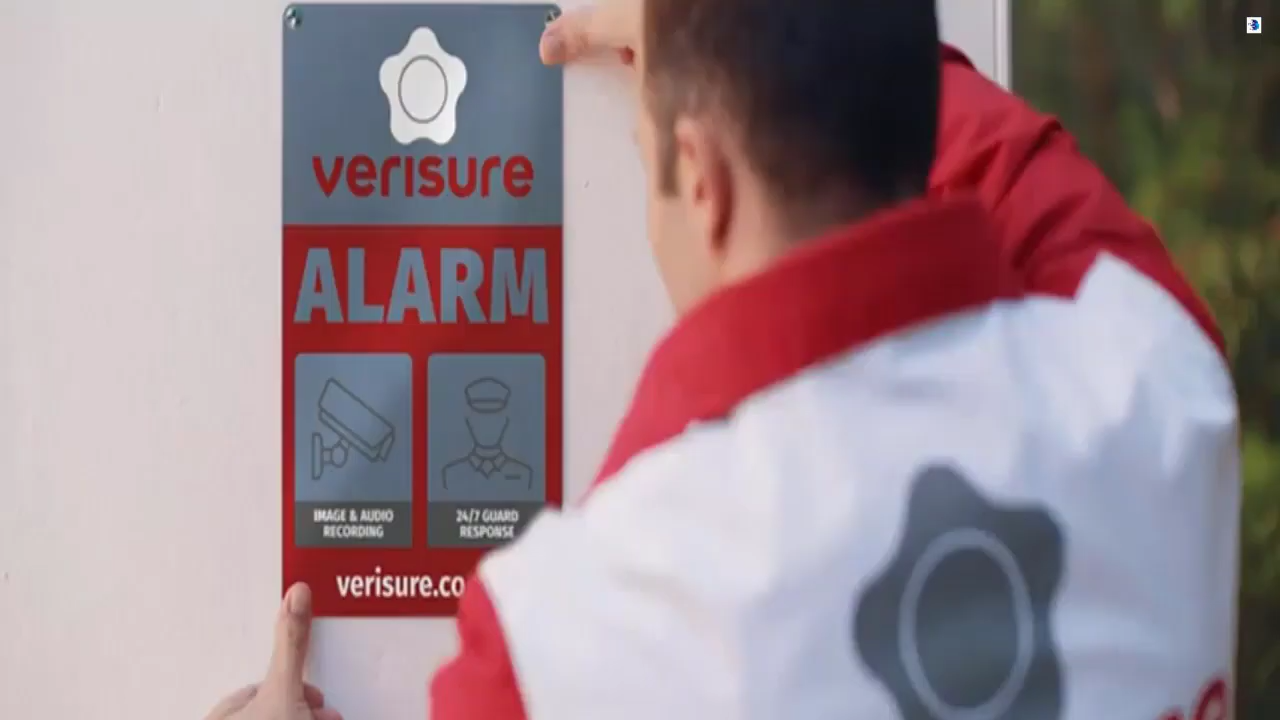 verisure
ALARM
IMAGE & AUDIO
RECORDING
24/7 GUARD
RESPONSE
verisure.co